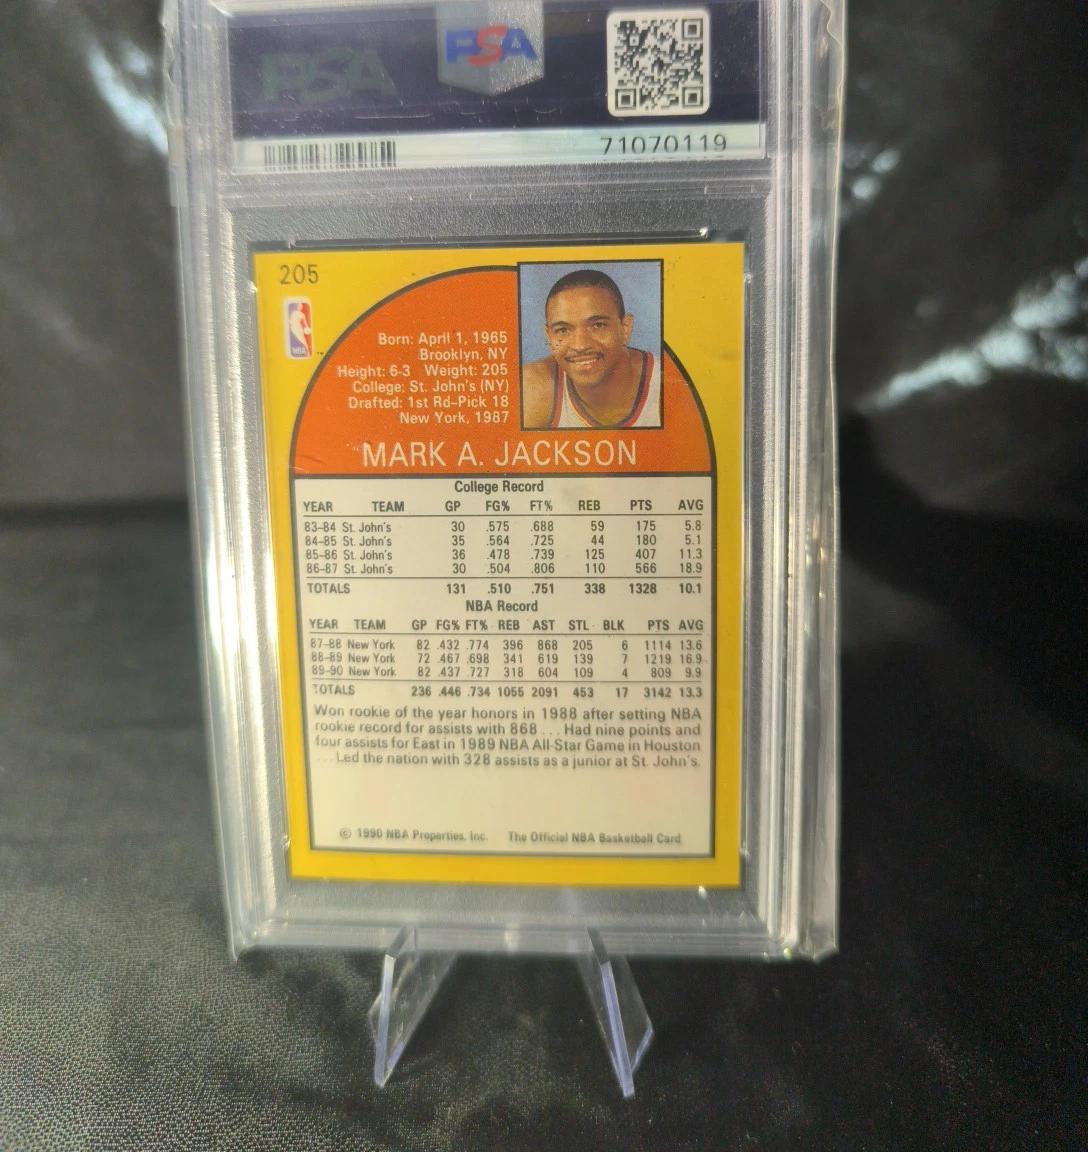 PSA
PSA
71070119
205
NBA
Born: April 1, 1965
Brooklyn, NY
Height: 6-3 Weight: 205
College: St. John's (NY)
Drafted: 1st Rd-Pick 18
New York, 1987
MARK A. JACKSON
College Record
YEAR TEAM GP FG% FT% REB PTS AVG
83-84 St. John's 30 .575 .688 59 175 5.8
84-85 St. John's 35 .564 .725 44 180 5.1
85-86 St. John's 36 .478 .739 125 407 11.3
86-87 St. John's 30 .504 .806 110 566 18.9
TOTALS 131 .510 .751 338 1328 10.1
NBA Record
YEAR TEAM GP FG% FT% REB AST STL BLK PTS AVG
87-88 New York 82 .432 .774 396 868 205 6 1114 13.6
88-89 New York 72 .467 .698 341 619 139 7 1219 16.9
89-90 New York 82 .437 .727 318 604 109 4 809 9.9
TOTALS 236 .446 .734 1055 2091 453 17 3142 13.3
Won rookie of the year honors in 1988 after setting NBA
rookie record for assists with 868 ... Had nine points and
four assists for East in 1989 NBA All-Star Game in Houston
... Led the nation with 328 assists as a junior at St. John's.
© 1990 NBA Properties, Inc. The Official NBA Basketball Card